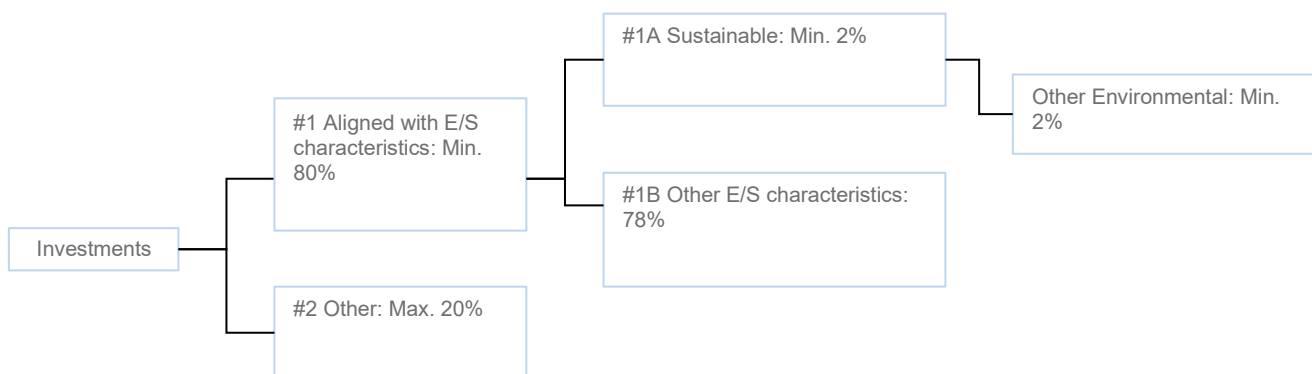 #1A Sustainable: Min. 2%
Other Environmental: Min.
2%
#1 Aligned with E/S
characteristics: Min.
80%
#1B Other E/S characteristics:
78%
Investments
#2 Other: Max. 20%